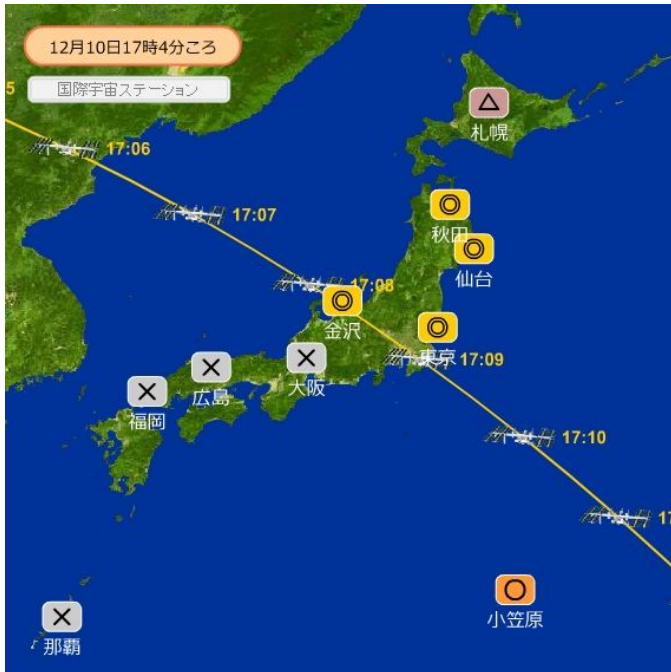 12月10日17時4分ころ
国際宇宙ステーション
5
札幌
17:06
17:07
秋田
仙台
17:08
金沢
東京
17:09
大阪
広島
福岡
17:10
17
小笠原
那覇